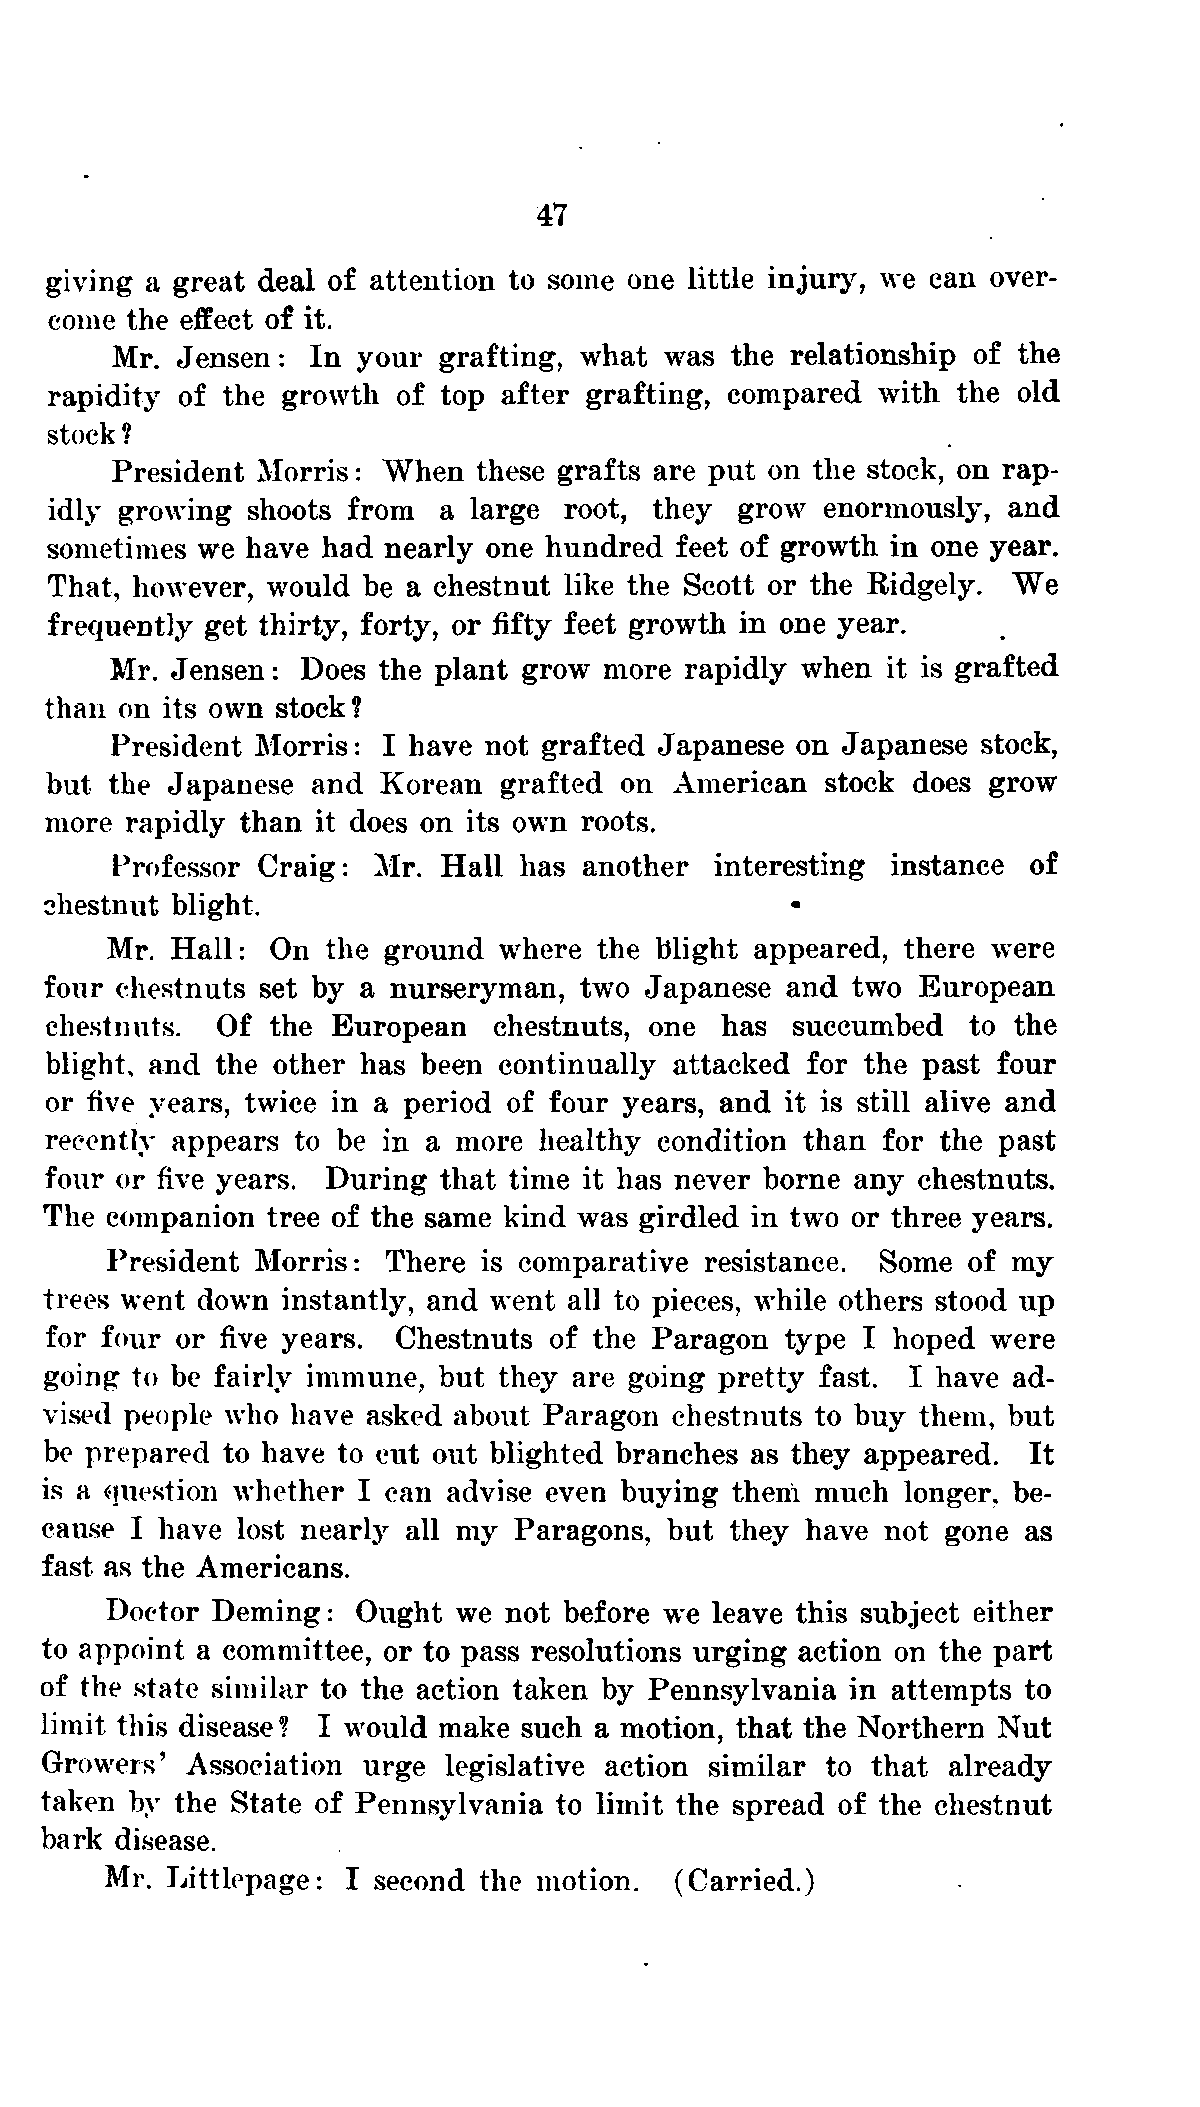 47
giving a great deal of attention to some one little injury, we can over-
come the effect of it.
Mr. Jensen: In your grafting, what was the relationship of the
rapidity of the growth of top after grafting, compared with the old
stock?
President Morris: When these grafts are put on the stock, on rap-
idly growing shoots from a large root, they grow enormously, and
sometimes we have had nearly one hundred feet of growth in one year.
That, however, would be a chestnut like the Scott or the Ridgely. We
frequently get thirty, forty, or fifty feet growth in one year.
Mr. Jensen: Does the plant grow more rapidly when it is grafted
than on its own stock?
President Morris: I have not grafted Japanese on Japanese stock,
but the Japanese and Korean grafted on American stock does grow
more rapidly than it does on its own roots.
Professor Craig: Mr. Hall has another interesting instance of
chestnut blight.
Mr. Hall: On the ground where the blight appeared, there were
four chestnuts set by a nurseryman, two Japanese and two European
chestnuts. Of the European chestnuts, one has succumbed to the
blight, and the other has been continually attacked for the past four
or five years, twice in a period of four years, and it is still alive and
recently appears to be in a more healthy condition than for the past
four or five years. During that time it has never borne any chestnuts.
The companion tree of the same kind was girdled in two or three years.
President Morris: There is comparative resistance. Some of my
trees went down instantly, and went all to pieces, while others stood up
for four or five years. Chestnuts of the Paragon type I hoped were
going to be fairly immune, but they are going pretty fast. I have ad-
vised people who have asked about Paragon chestnuts to buy them, but
be prepared to have to cut out blighted branches as they appeared. It
is a question whether I can advise even buying them much longer, be-
cause I have lost nearly all my Paragons, but they have not gone as
fast as the Americans.
Doctor Deming: Ought we not before we leave this subject either
to appoint a committee, or to pass resolutions urging action on the part
of the state similar to the action taken by Pennsylvania in attempts to
limit this disease? I would make such a motion, that the Northern Nut
Growers' Association urge legislative action similar to that already
taken by the State of Pennsylvania to limit the spread of the chestnut
bark disease.
Mr. Littlepage: I second the motion. (Carried.)